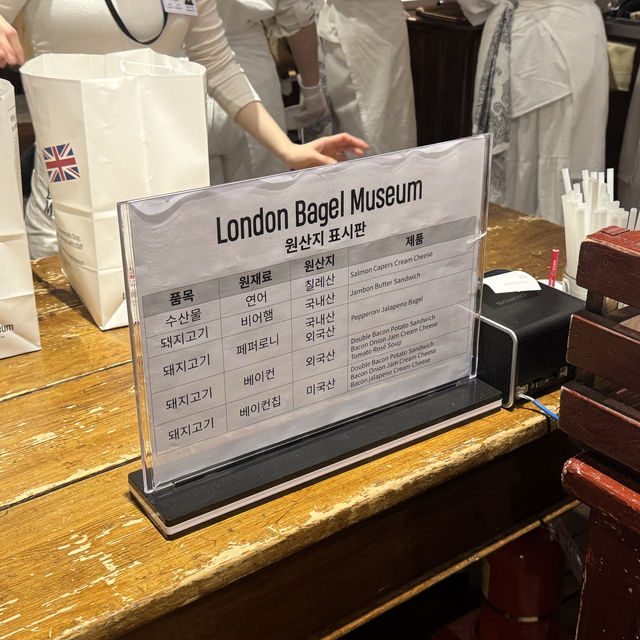 London Bagel Museum
원산지 표시판
품목 원재료 원산지 제품
수산물 연어 칠레산 Salmon Capers Cream Cheese
돼지고기 비어햄 국내산 Jambon Butter Sandwich
돼지고기 페퍼로니 국내산 외국산 Pepperoni Jalapeno Bagel
돼지고기 베이컨 외국산 Double Bacon Potato Sandwich
Bacon Onion Jam Cream Cheese
Tomato Rosé Soup
돼지고기 베이컨칩 미국산 Double Bacon Potato Sandwich
Bacon Onion Jam Cream Cheese
Bacon Jalapeno Cream Cheese